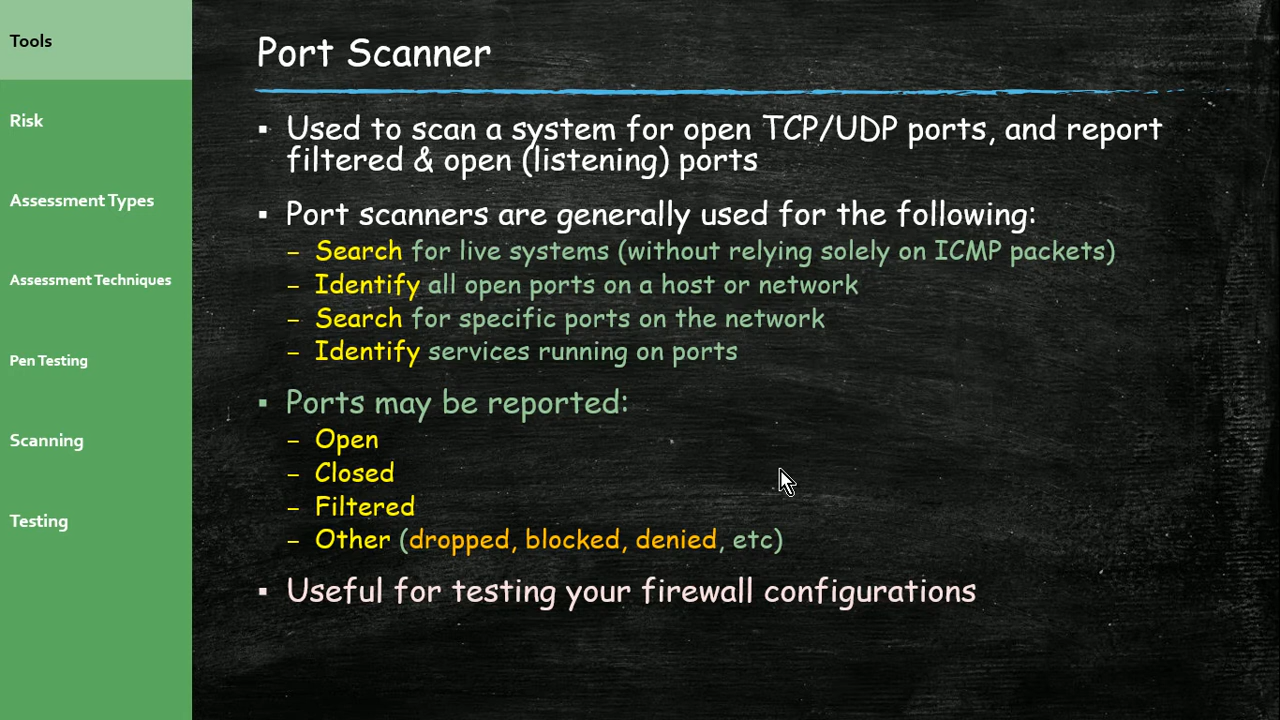 Tools
Risk
Assessment Types
Assessment Techniques
Pen Testing
Scanning
Testing
Port Scanner
▪ Used to scan a system for open TCP/UDP ports, and report
filtered & open (listening) ports
▪ Port scanners are generally used for the following:
– Search for live systems (without relying solely on ICMP packets)
– Identify all open ports on a host or network
– Search for specific ports on the network
– Identify services running on ports
▪ Ports may be reported:
– Open
– Closed
– Filtered
– Other (dropped, blocked, denied, etc)
▪ Useful for testing your firewall configurations